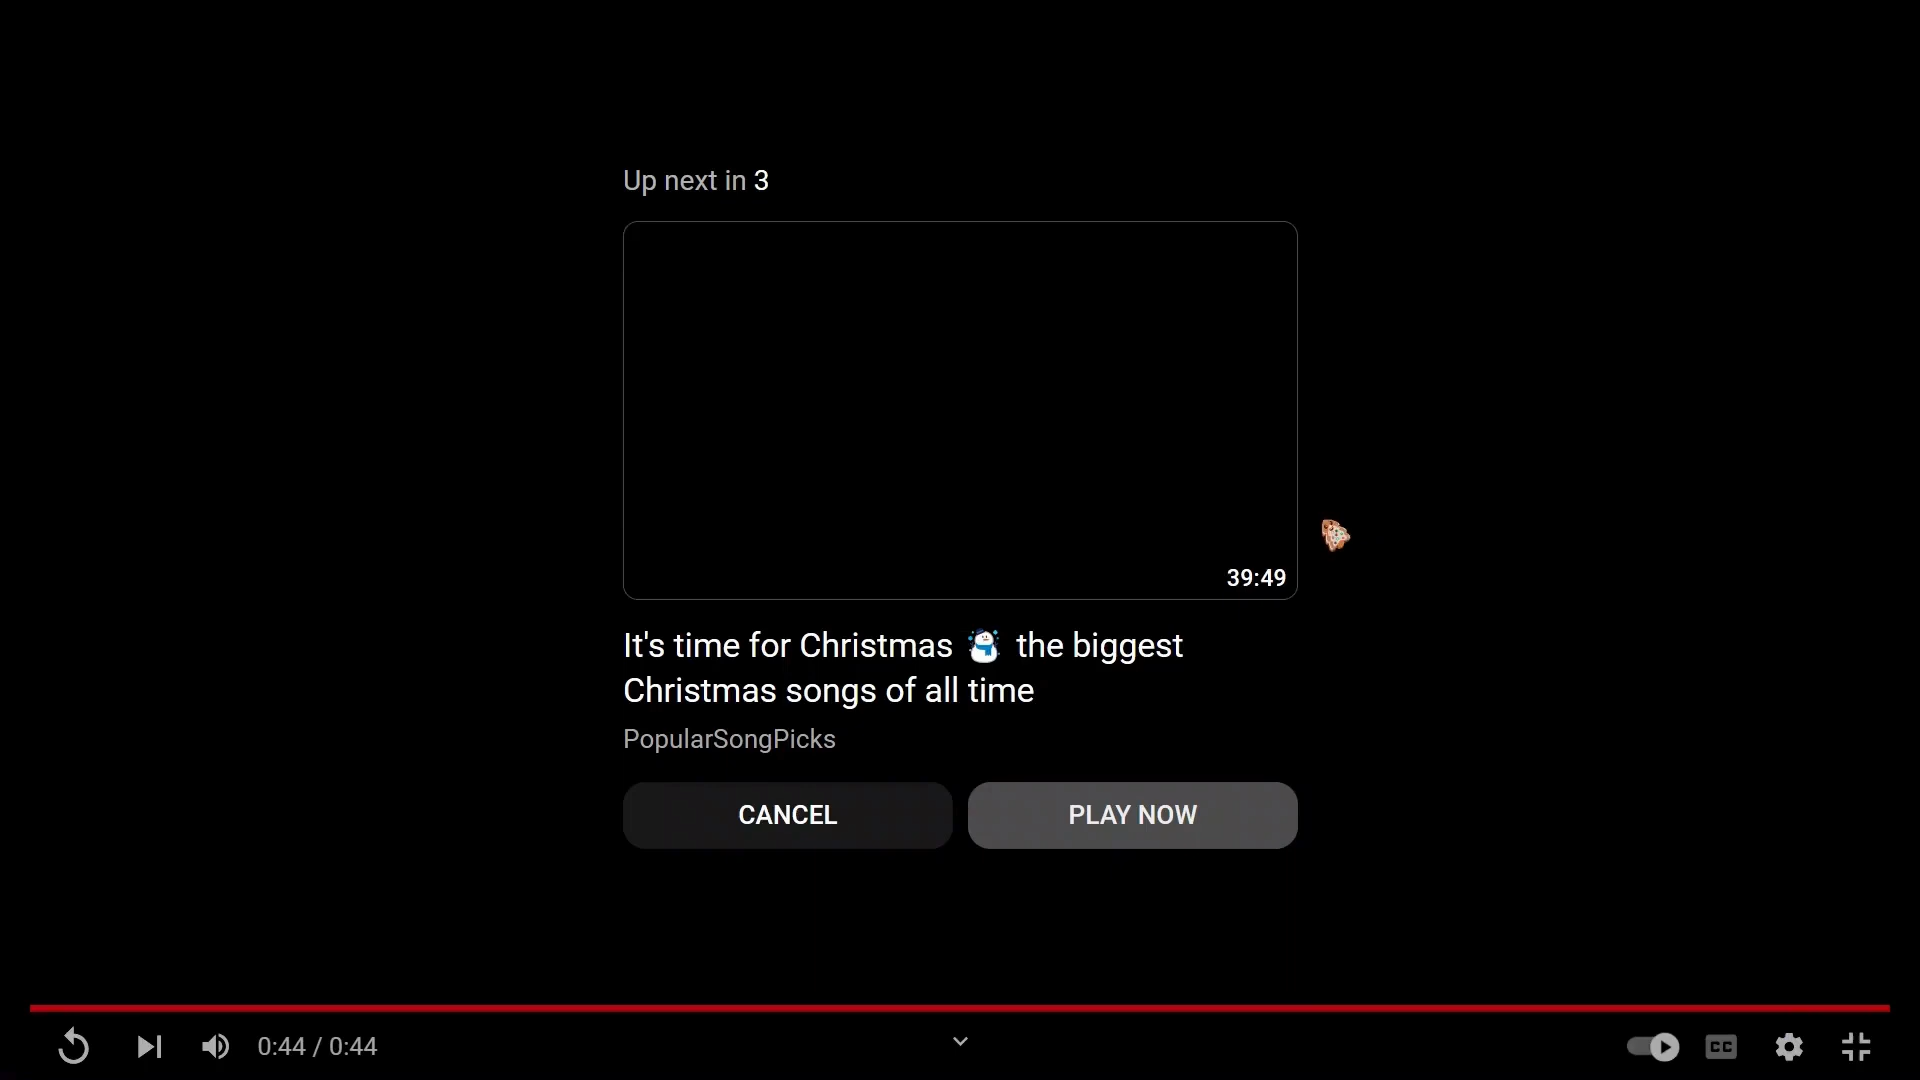 Up next in 3
39:49
It's time for Christmas ☃️ the biggest
Christmas songs of all time
PopularSongPicks
CANCEL
PLAY NOW
0:44 / 0:44
CC